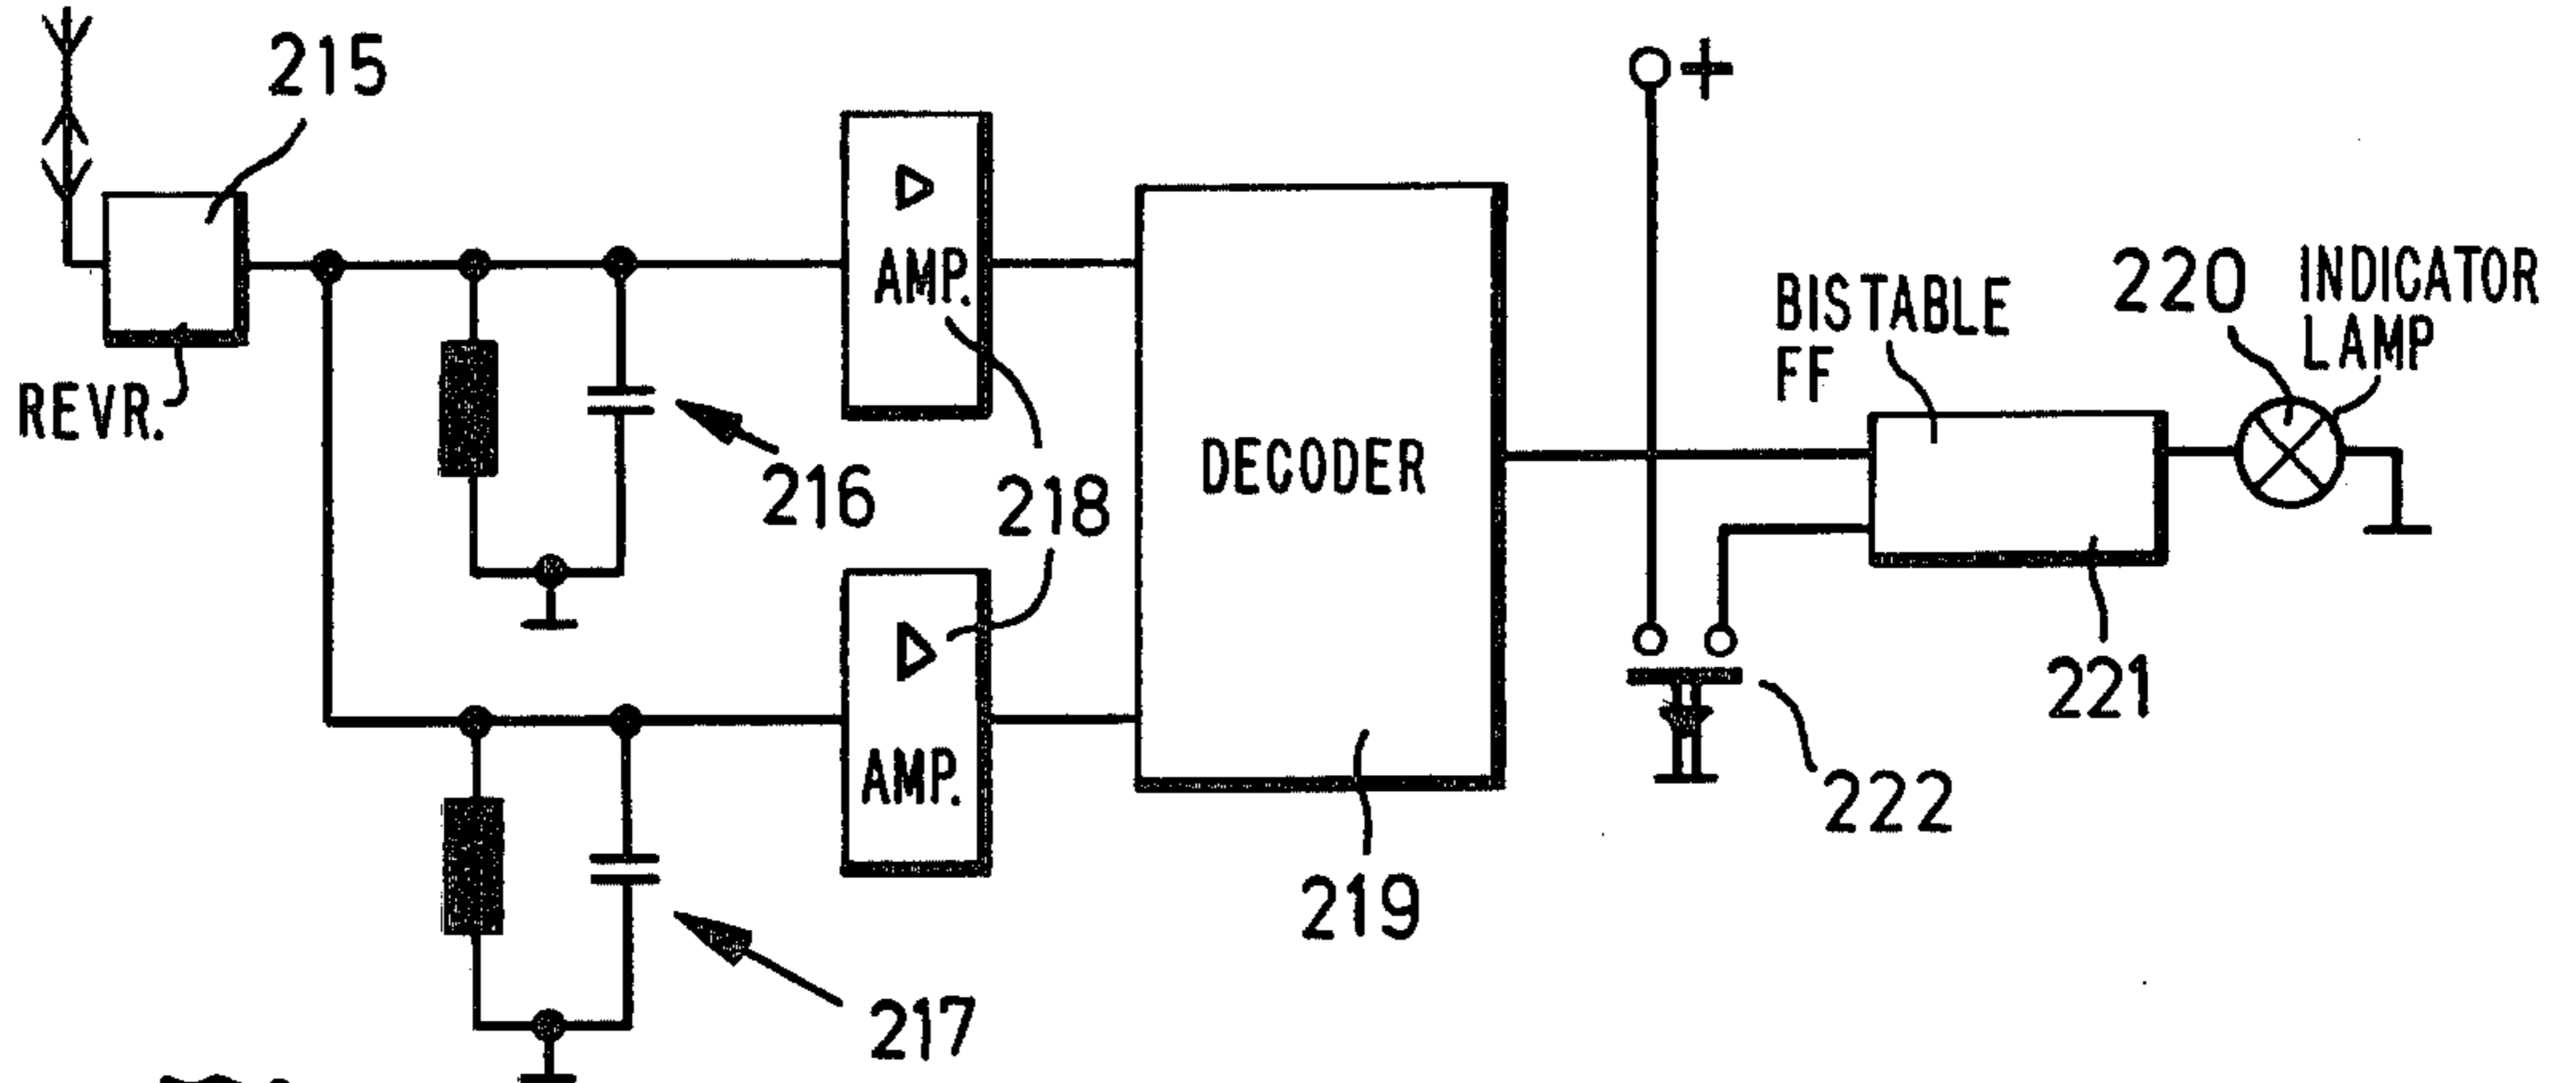 215
REVR.
AMP.
216
218
AMP.
217
DECODER
219
+
BISTABLE
FF
220
INDICATOR
LAMP
221
222